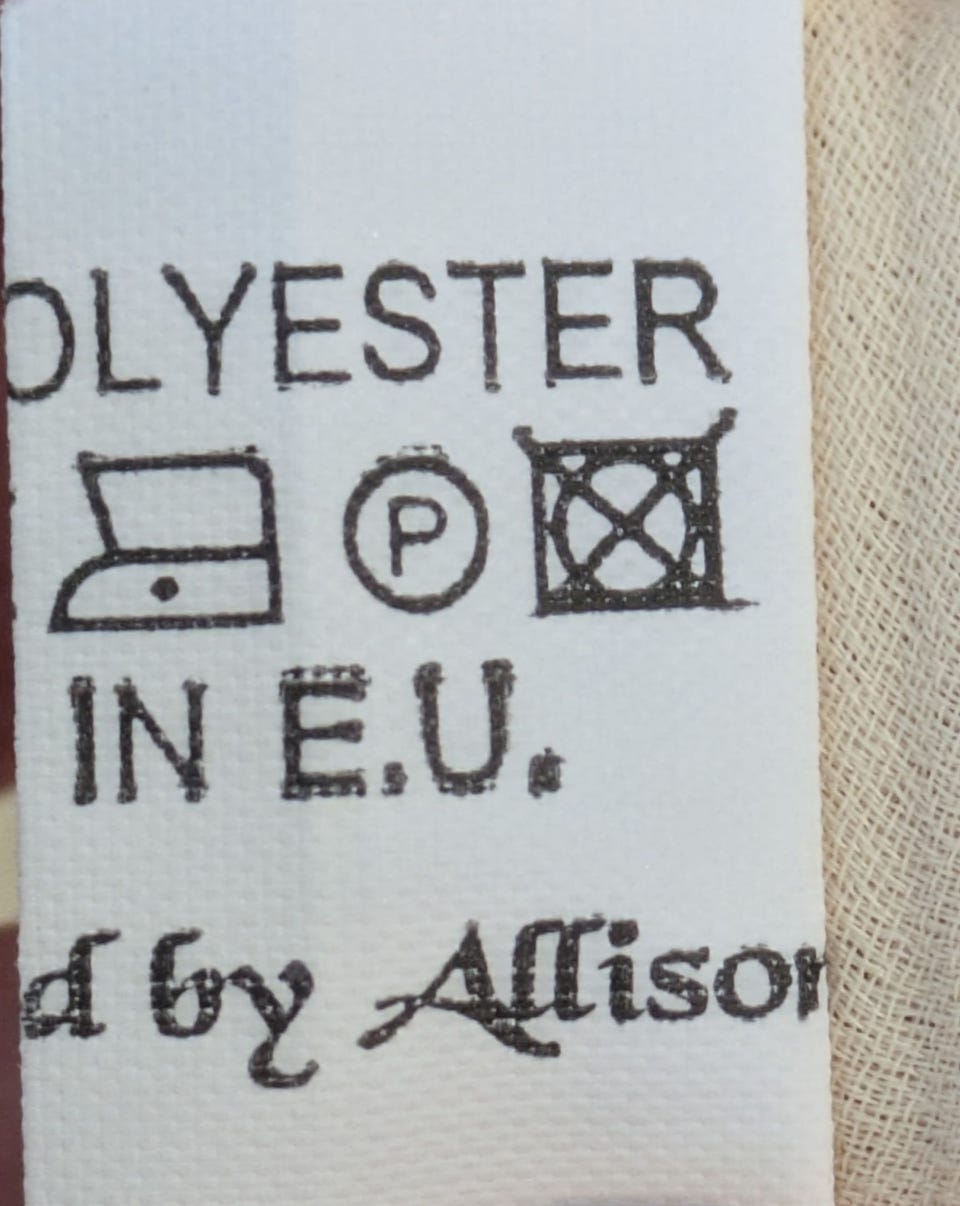 OLYESTER
P
IN E.U.
d by Allison